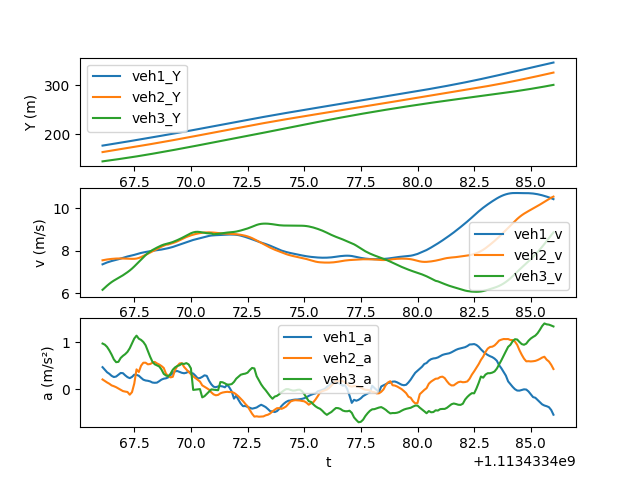 300
200
Y (m)
veh1_Y
veh2_Y
veh3_Y
67.5 70.0 72.5 75.0 77.5 80.0 82.5 85.0
10
8
6
v (m/s)
veh1_v
veh2_v
veh3_v
67.5 70.0 72.5 75.0 77.5 80.0 82.5 85.0
1
0
a (m/s²)
veh1_a
veh2_a
veh3_a
67.5 70.0 72.5 75.0 77.5 80.0 82.5 85.0
t
+1.1134334e9